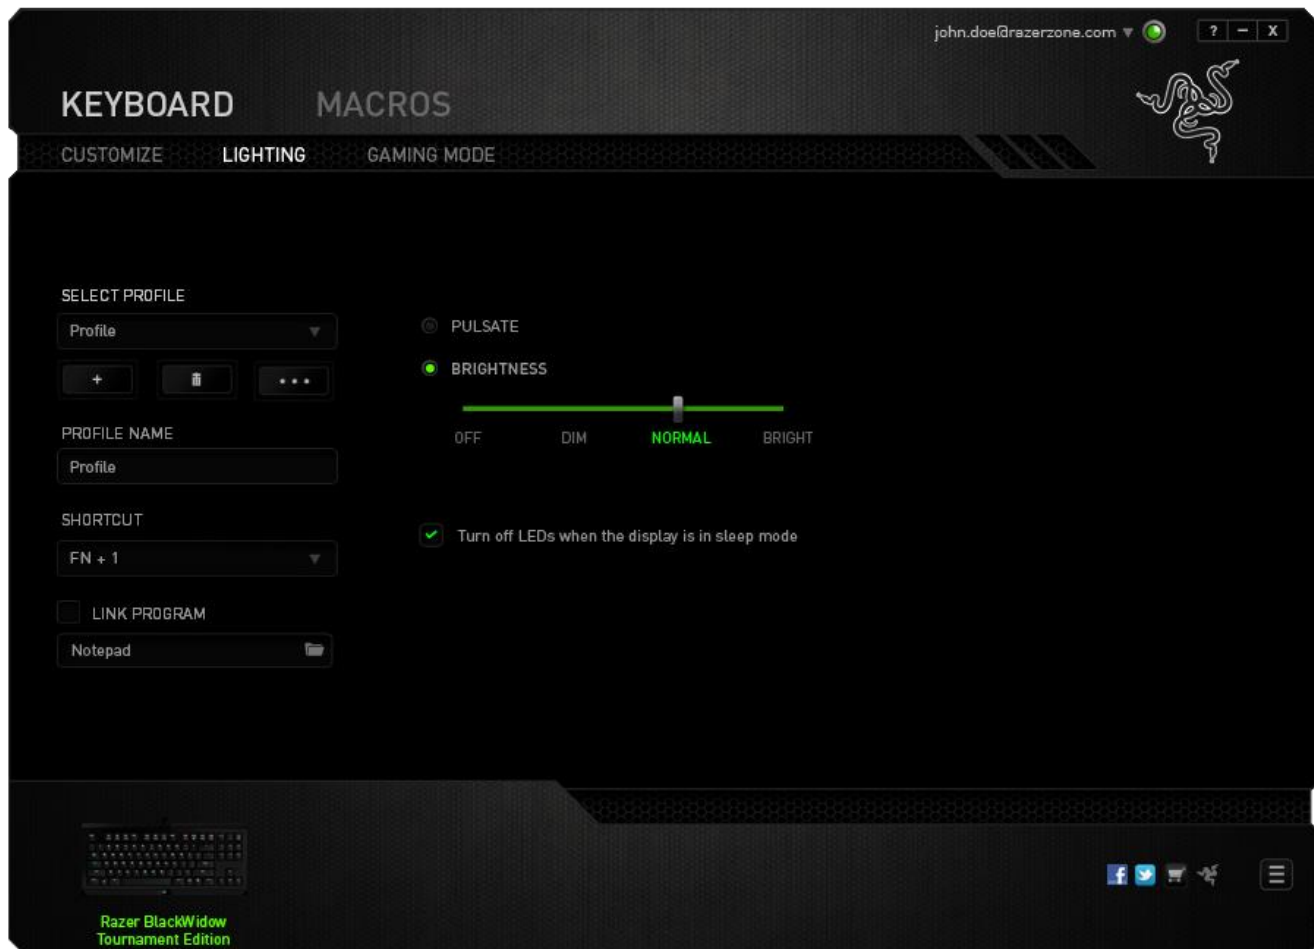 john.doe@razerzone.com
? − X
KEYBOARD MACROS
CUSTOMIZE LIGHTING GAMING MODE
SELECT PROFILE
Profile
+ •••
PROFILE NAME
Profile
SHORTCUT
FN + 1
LINK PROGRAM
Notepad
PULSATE
BRIGHTNESS
OFF DIM NORMAL BRIGHT
Turn off LEDs when the display is in sleep mode
Razer BlackWidow
Tournament Edition